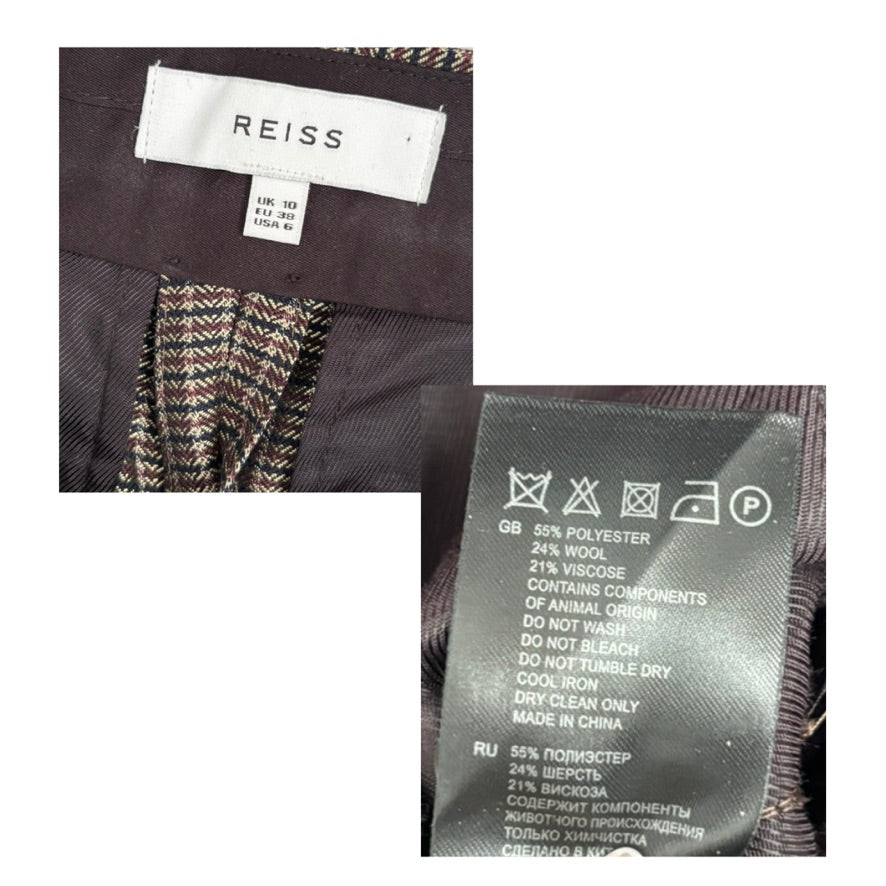 REISS
UK 10
EU 38
USA 6
P
GB 55% POLYESTER
24% WOOL
21% VISCOSE
CONTAINS COMPONENTS
OF ANIMAL ORIGIN
DO NOT WASH
DO NOT BLEACH
DO NOT TUMBLE DRY
COOL IRON
DRY CLEAN ONLY
MADE IN CHINA
RU 55% ПОЛИЭСТЕР
24% ШЕРСТЬ
21% ВИСКОЗА
СОДЕРЖИТ КОМПОНЕНТЫ
ЖИВОТНОГО ПРОИСХОЖДЕНИЯ
ТОЛЬКО ХИМЧИСТКА
СДЕЛАНО В